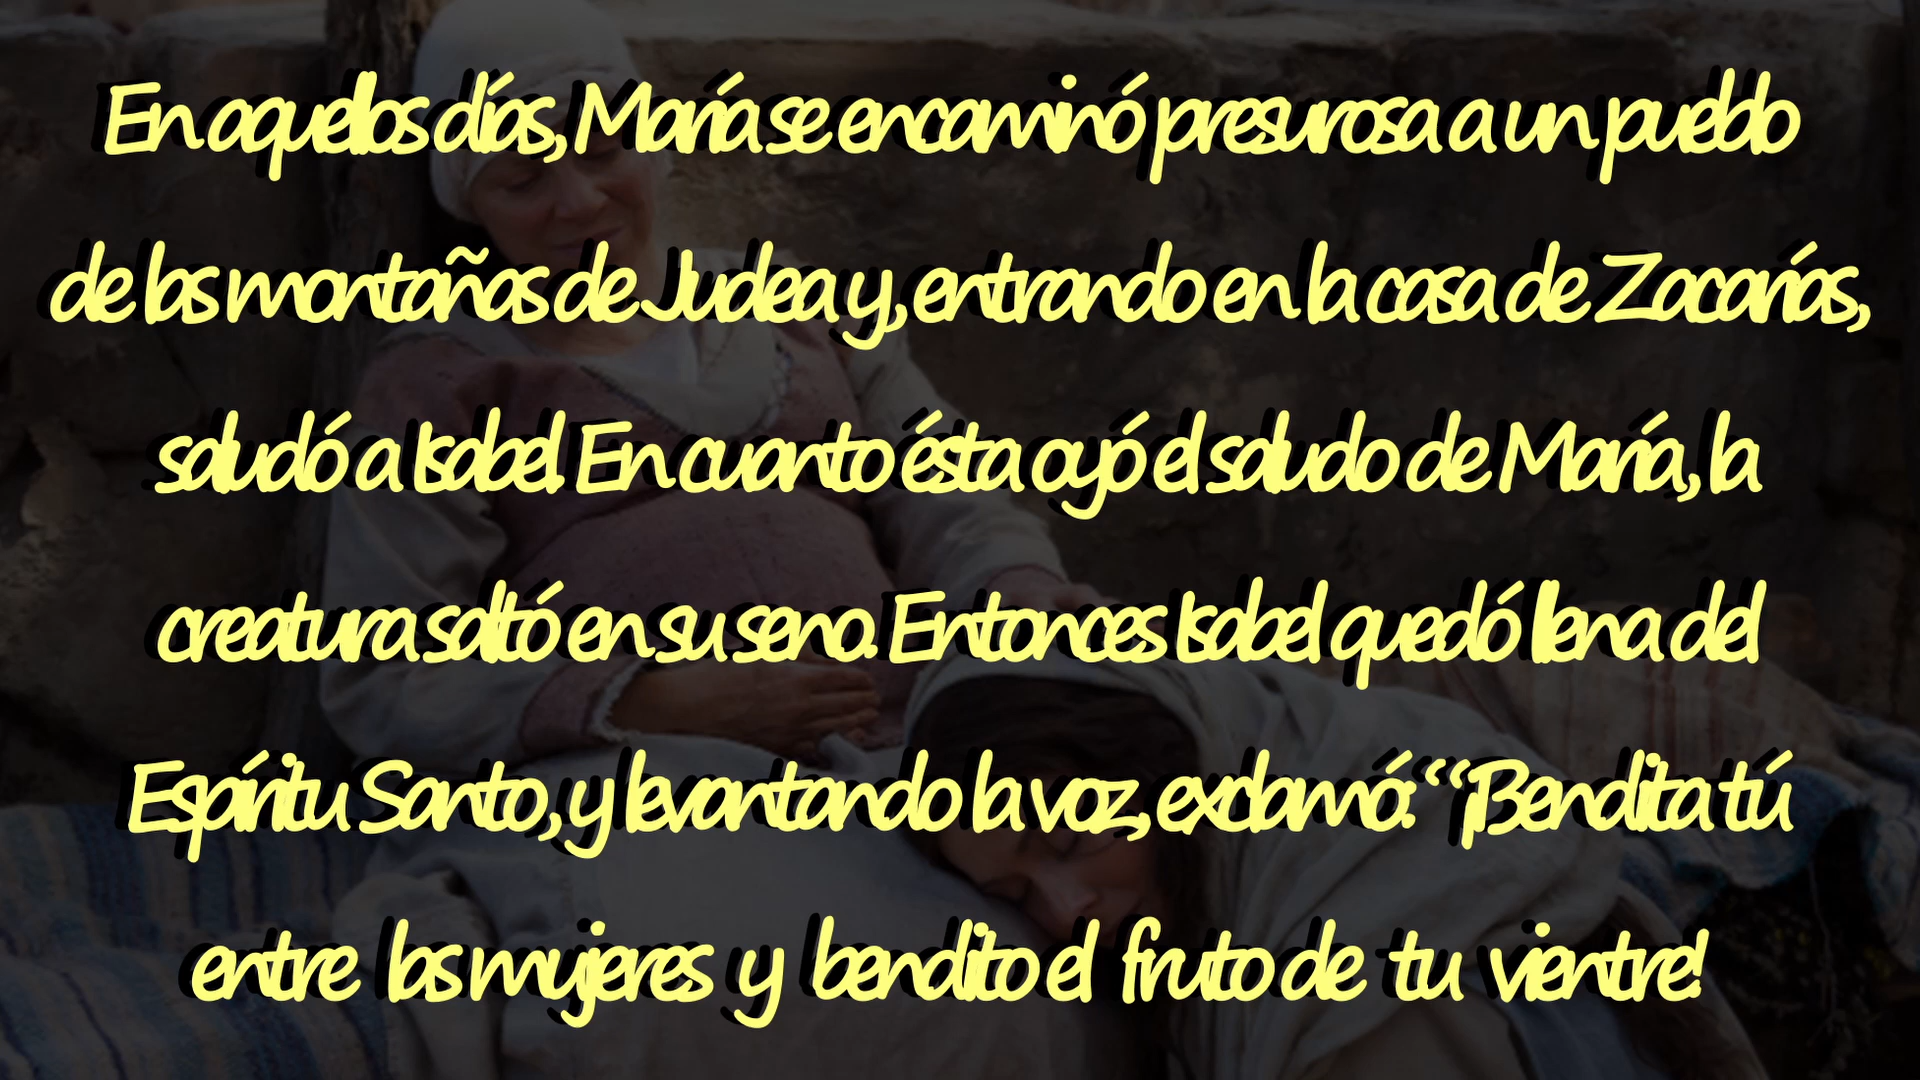 En aquellos días, María se encaminó presurosa a un pueblo
de las montañas de Judea y, entrando en la casa de Zacarías,
saludó a Isabel. En cuanto ésta oyó el saludo de María, la
creatura saltó en su seno. Entonces Isabel quedó llena del
Espíritu Santo, y levantando la voz, exclamó: “¡Bendita tú
entre las mujeres y bendito el fruto de tu vientre!